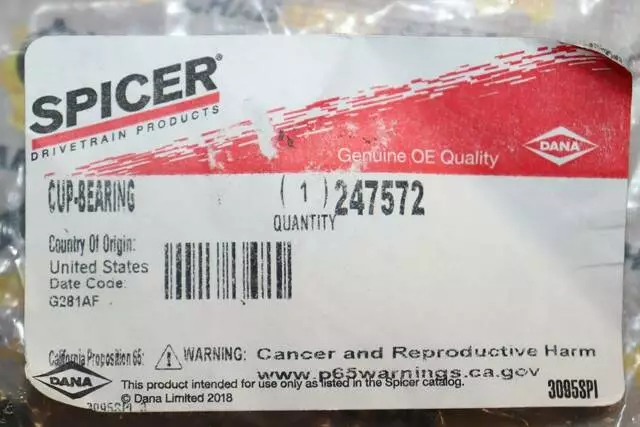 SPICER®
DRIVETRAIN PRODUCTS
Genuine OE Quality
DANA
CUP-BEARING
( 1 ) 247572
QUANTITY
Country Of Origin:
United States
Date Code:
G281AF
California Proposition 65: WARNING: Cancer and Reproductive Harm
www.p65warnings.ca.gov
DANA
This product intended for use only as listed in the Spicer catalog.
© Dana Limited 2018
3095SPI